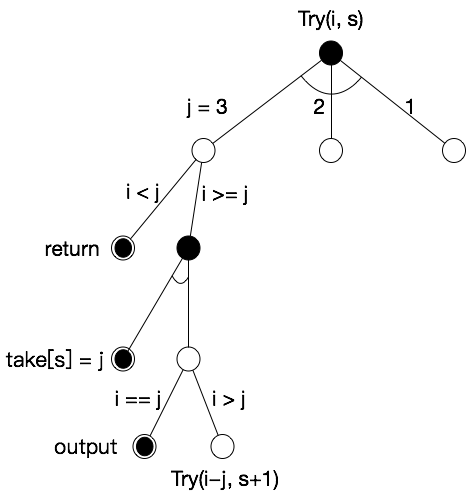 Try(i, s)
j = 3
2
1
i < j
i >= j
return
take[s] = j
i == j
i > j
output
Try(i–j, s+1)